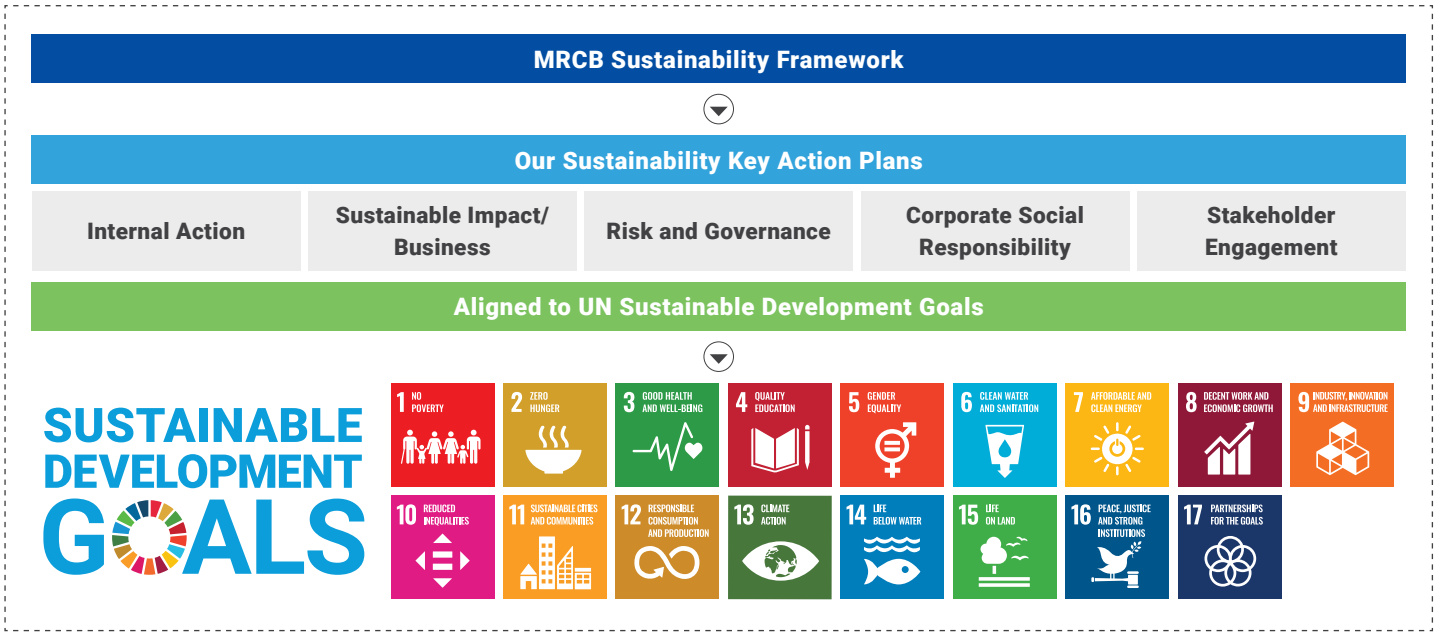 MRCB Sustainability Framework
Our Sustainability Key Action Plans
Internal Action
Sustainable Impact/
Business
Risk and Governance
Corporate Social
Responsibility
Stakeholder
Engagement
Aligned to UN Sustainable Development Goals
SUSTAINABLE
DEVELOPMENT
GOALS
1 NO
POVERTY
2 ZERO
HUNGER
3 GOOD HEALTH
AND WELL-BEING
4 QUALITY
EDUCATION
5 GENDER
EQUALITY
6 CLEAN WATER
AND SANITATION
7 AFFORDABLE AND
CLEAN ENERGY
8 DECENT WORK AND
ECONOMIC GROWTH
9 INDUSTRY, INNOVATION
AND INFRASTRUCTURE
10 REDUCED
INEQUALITIES
11 SUSTAINABLE CITIES
AND COMMUNITIES
12 RESPONSIBLE
CONSUMPTION
AND PRODUCTION
13 CLIMATE
ACTION
14 LIFE
BELOW WATER
15 LIFE
ON LAND
16 PEACE, JUSTICE
AND STRONG
INSTITUTIONS
17 PARTNERSHIPS
FOR THE GOALS